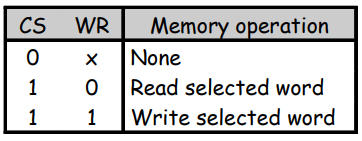 CS WR Memory operation
0 x None
1 0 Read selected word
1 1 Write selected word